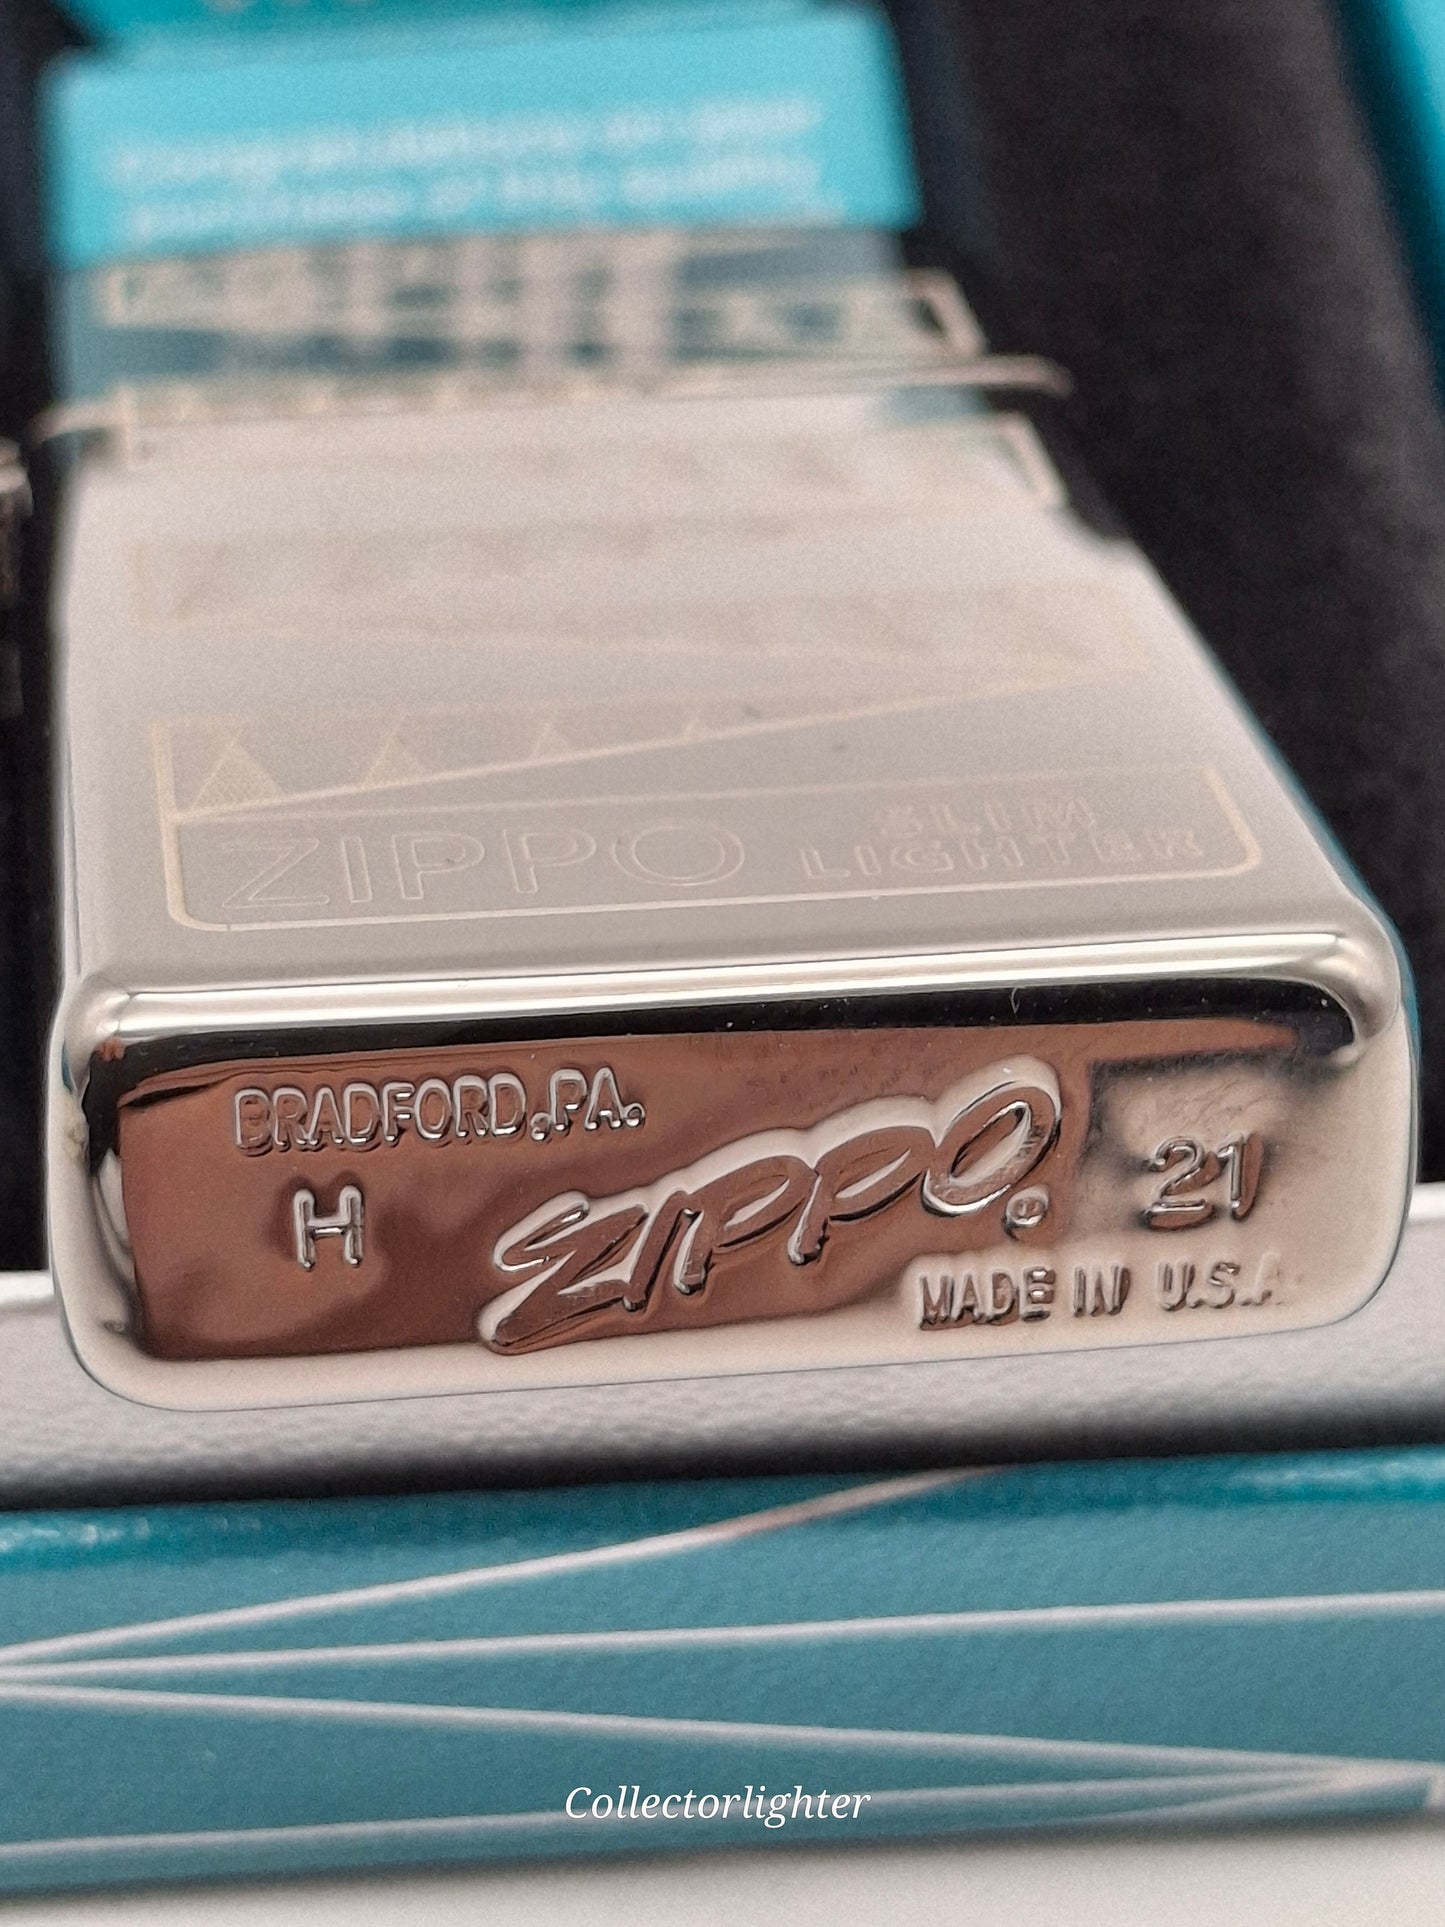 ZIPPO SLIM LIGHTER
BRADFORD,PA.
H Zippo ® 21
MADE IN U.S.A
Collectorlighter